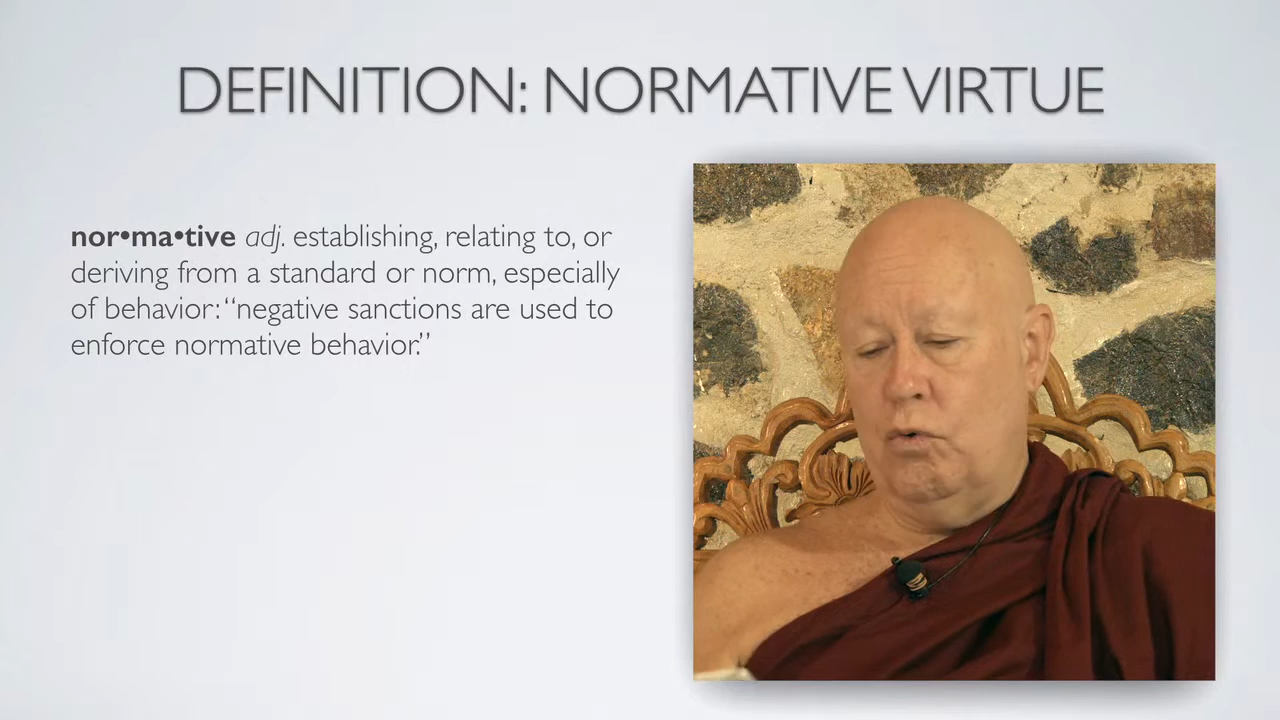 DEFINITION: NORMATIVE VIRTUE
nor•ma•tive adj. establishing, relating to, or
deriving from a standard or norm, especially
of behavior: “negative sanctions are used to
enforce normative behavior.”